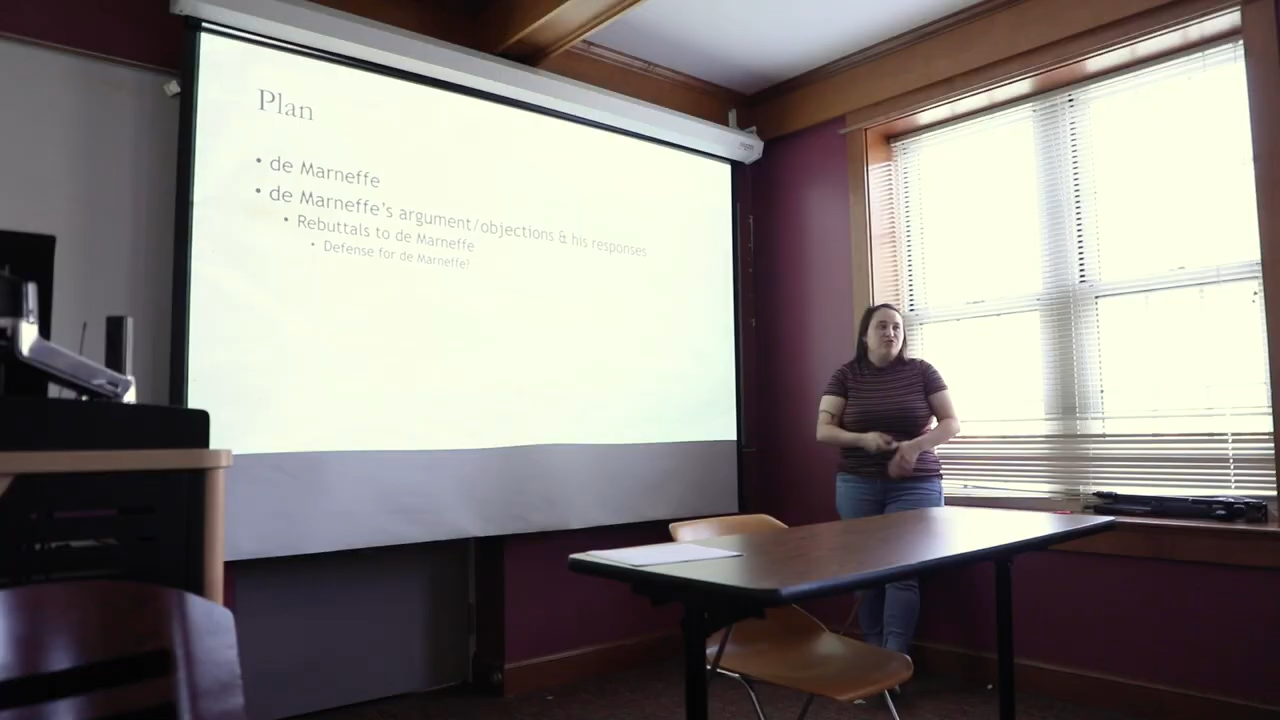 Plan
• de Marneffe
• de Marneffe's argument/objections & his responses
• Rebuttals to de Marneffe
• Defense for de Marneffe?